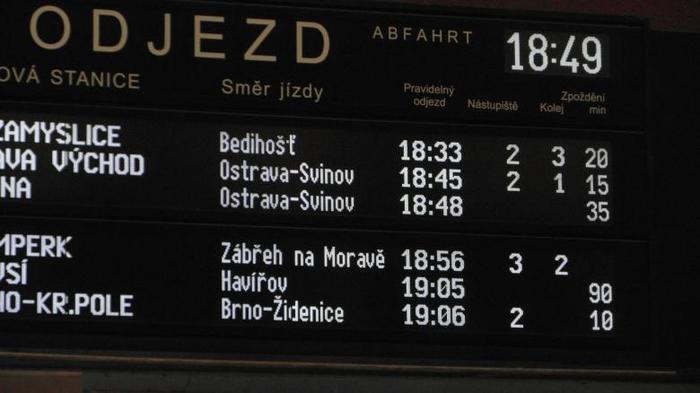 ODJEZD ABFAHRT 18:49
OVÁ STANICE Směr jízdy Pravidelný odjezd Nástupiště Kolej Zpoždění min
ZAMYSLICE Bedihošť 18:33 2 3 20
AVA VÝCHOD Ostrava-Svinov 18:45 2 1 15
NA Ostrava-Svinov 18:48 35
MPERK Zábřeh na Moravě 18:56 3 2
VSÍ Havířov 19:05 90
NO-KR.POLE Brno-Židenice 19:06 2 10